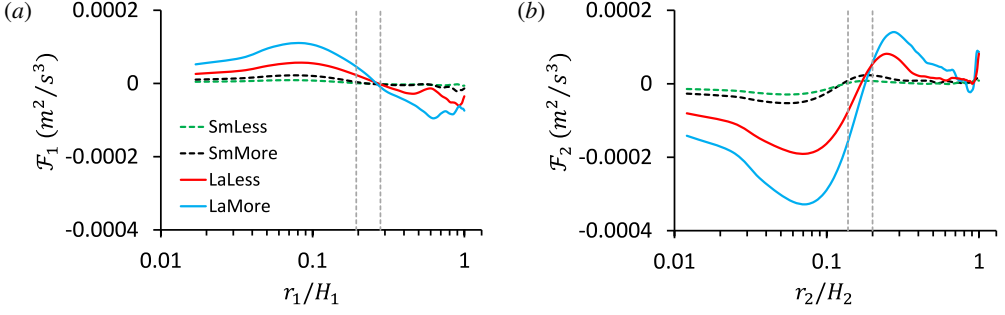 (a)
ℱ₁ (m²/s³)
0.0002
0
-0.0002
-0.0004
SmLess
SmMore
LaLess
LaMore
0.01
0.1
1
r₁/H₁
(b)
ℱ₂ (m²/s³)
0.0002
0
-0.0002
-0.0004
0.01
0.1
1
r₂/H₂